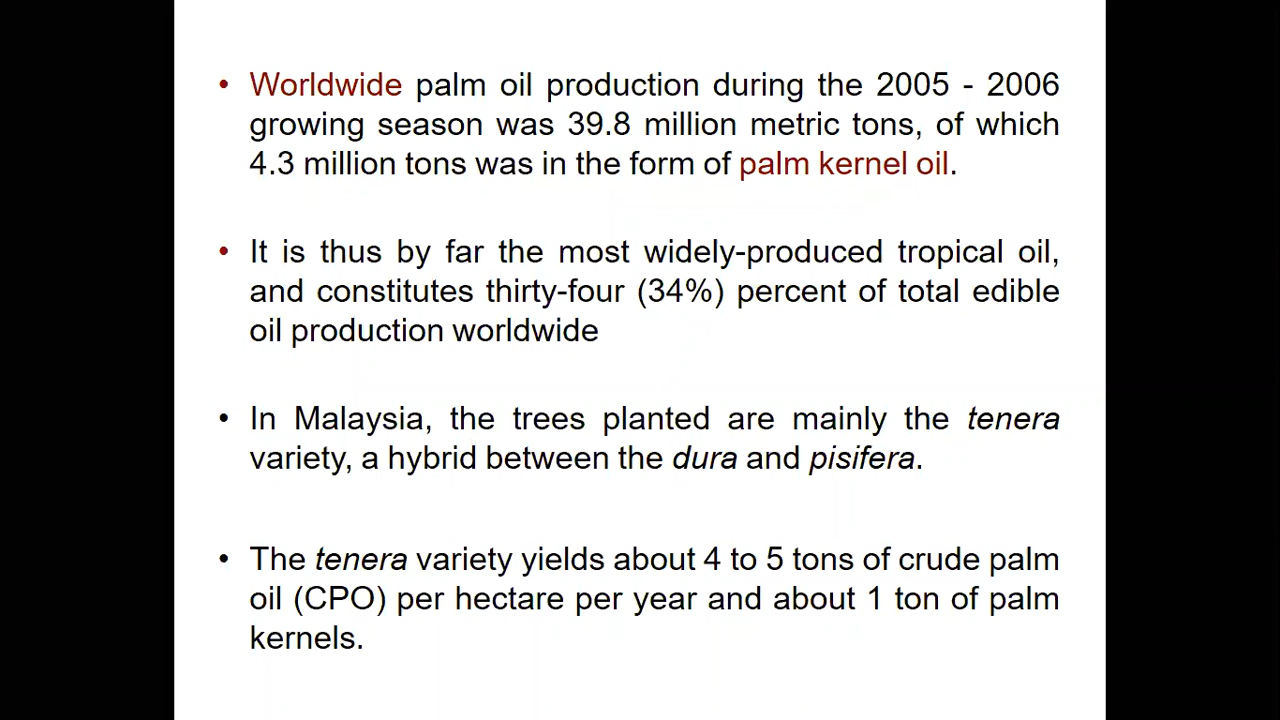 • Worldwide palm oil production during the 2005 - 2006
growing season was 39.8 million metric tons, of which
4.3 million tons was in the form of palm kernel oil.
• It is thus by far the most widely-produced tropical oil,
and constitutes thirty-four (34%) percent of total edible
oil production worldwide
• In Malaysia, the trees planted are mainly the tenera
variety, a hybrid between the dura and pisifera.
• The tenera variety yields about 4 to 5 tons of crude palm
oil (CPO) per hectare per year and about 1 ton of palm
kernels.